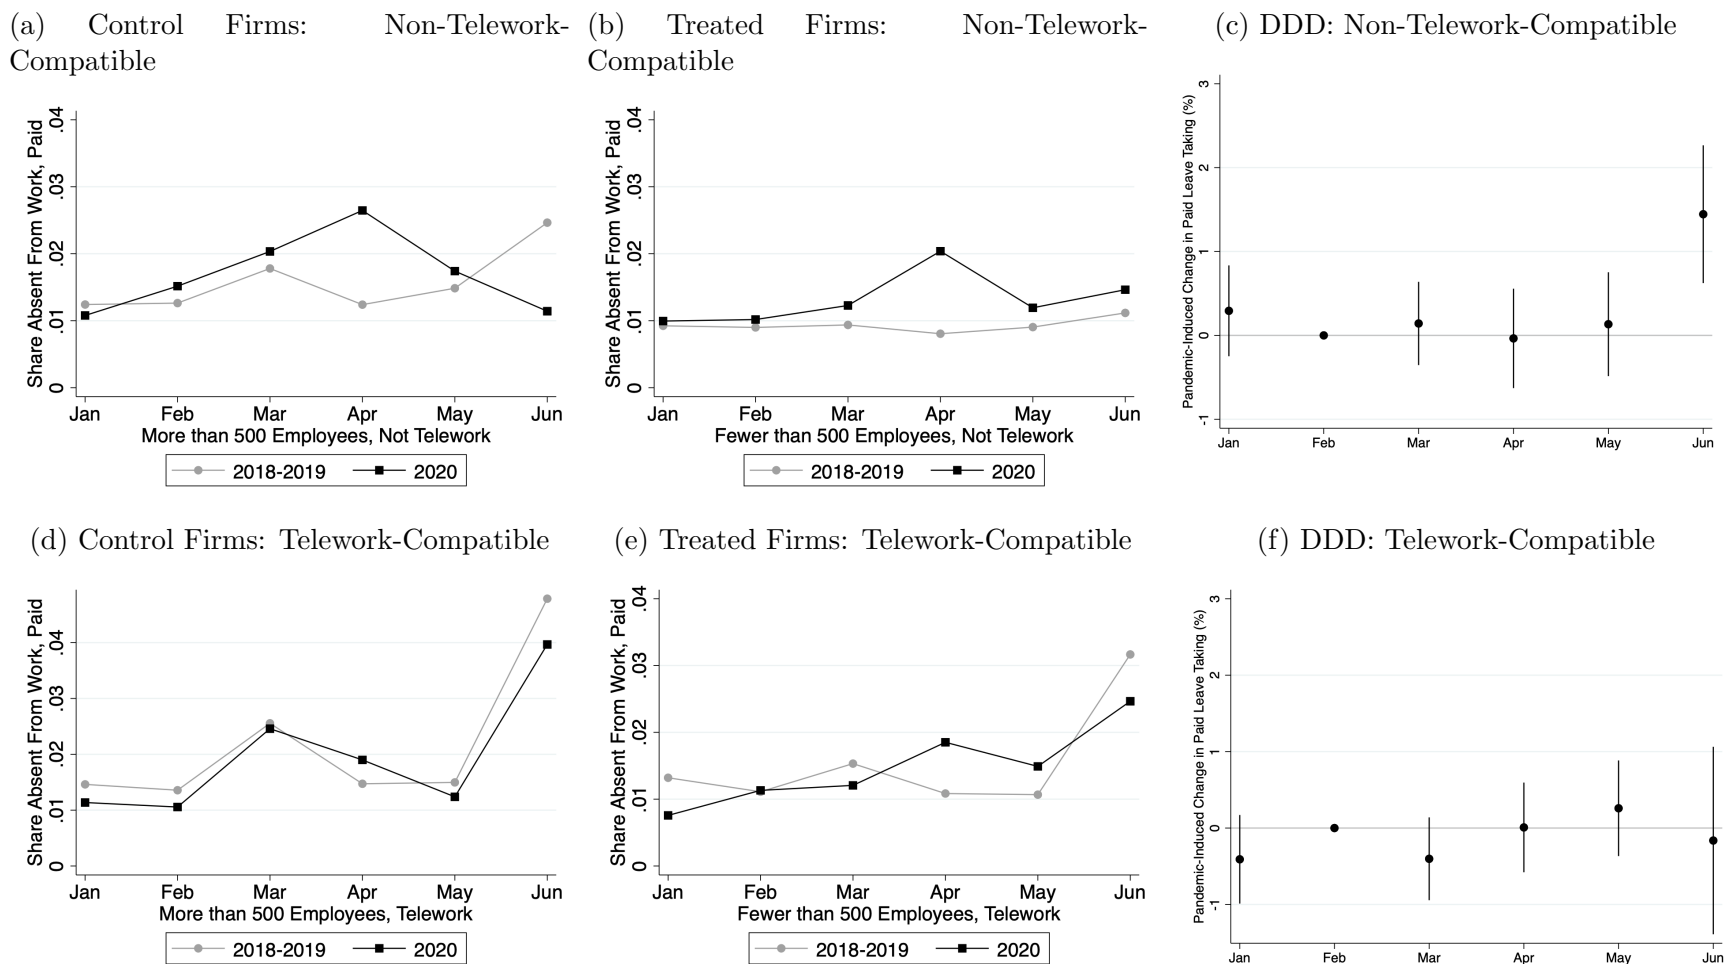 (a) Control Firms: Non-Telework-
Compatible
Share Absent From Work, Paid
.04
.03
.02
.01
0
Jan Feb Mar Apr May Jun
More than 500 Employees, Not Telework
2018-2019 2020
(b) Treated Firms: Non-Telework-
Compatible
Share Absent From Work, Paid
.04
.03
.02
.01
0
Jan Feb Mar Apr May Jun
Fewer than 500 Employees, Not Telework
2018-2019 2020
(c) DDD: Non-Telework-Compatible
Pandemic-Induced Change in Paid Leave Taking (%)
3
2
1
0
-1
Jan Feb Mar Apr May Jun
(d) Control Firms: Telework-Compatible
Share Absent From Work, Paid
.04
.03
.02
.01
0
Jan Feb Mar Apr May Jun
More than 500 Employees, Telework
2018-2019 2020
(e) Treated Firms: Telework-Compatible
Share Absent From Work, Paid
.04
.03
.02
.01
0
Jan Feb Mar Apr May Jun
Fewer than 500 Employees, Telework
2018-2019 2020
(f) DDD: Telework-Compatible
Pandemic-Induced Change in Paid Leave Taking (%)
3
2
1
0
-1
Jan Feb Mar Apr May Jun